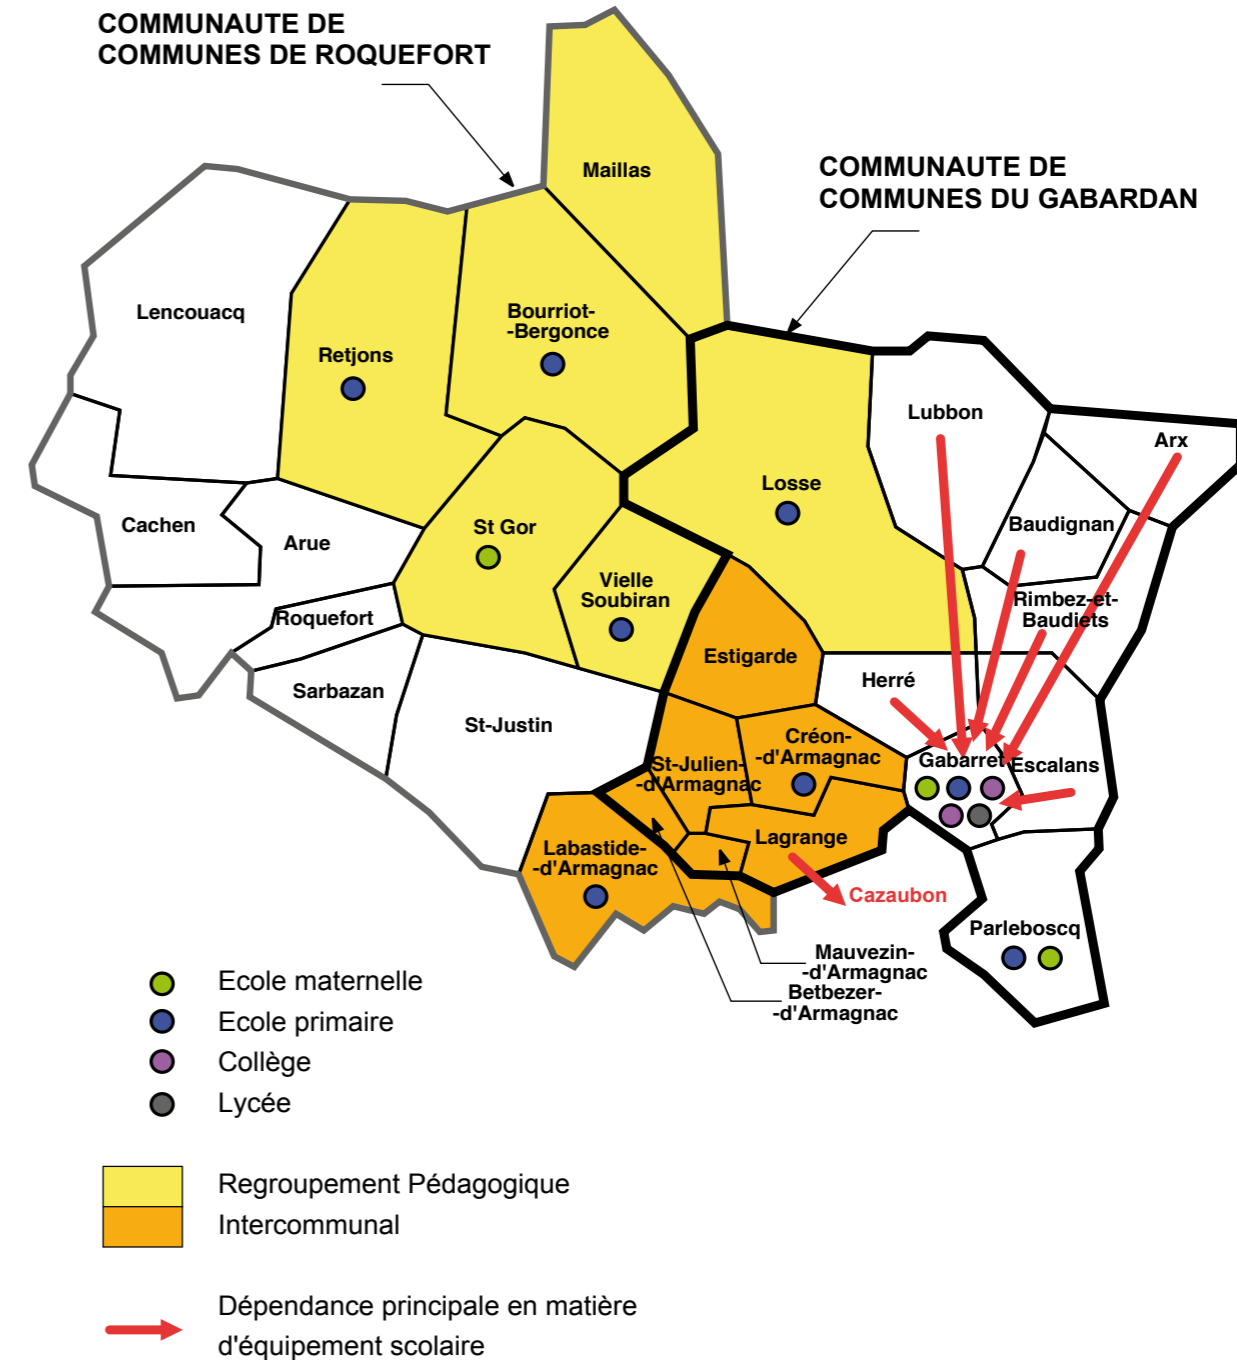 COMMUNAUTE DE
COMMUNES DE ROQUEFORT
COMMUNAUTE DE
COMMUNES DU GABARDAN
Maillas
Lencouacq
Bourriot-
-Bergonce
Retjons
Lubbon
Arx
Losse
Baudignan
Cachen
Arue
St Gor
Vielle
Soubiran
Rimbez-et-
Baudiets
Roquefort
Estigarde
Herré
Sarbazan
St-Justin
Créon-
-d'Armagnac
St-Julien-
-d'Armagnac
Gabarret
Escalans
Labastide-
-d'Armagnac
Lagrange
Cazaubon
Parleboscq
Mauvezin-
-d'Armagnac
Betbezer-
-d'Armagnac
Ecole maternelle
Ecole primaire
Collège
Lycée
Regroupement Pédagogique
Intercommunal
Dépendance principale en matière
d'équipement scolaire